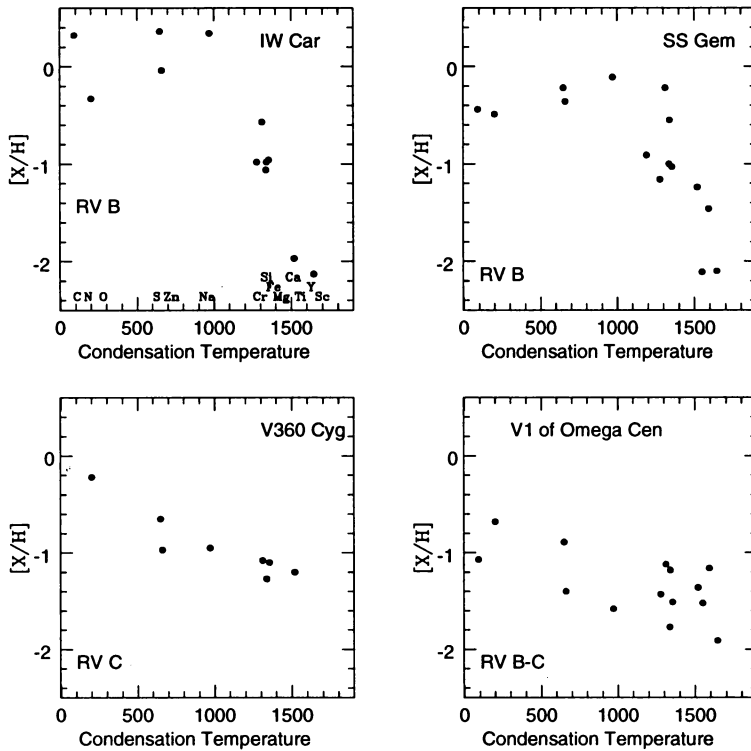 IW Car
0
-1
-2
[X/H]
RV B
Si Ca
Fe Y
C N O S Zn Na Cr Mg Ti Sc
0 500 1000 1500
Condensation Temperature
SS Gem
0
-1
-2
[X/H]
RV B
0 500 1000 1500
Condensation Temperature
V360 Cyg
0
-1
-2
[X/H]
RV C
0 500 1000 1500
Condensation Temperature
V1 of Omega Cen
0
-1
-2
[X/H]
RV B-C
0 500 1000 1500
Condensation Temperature